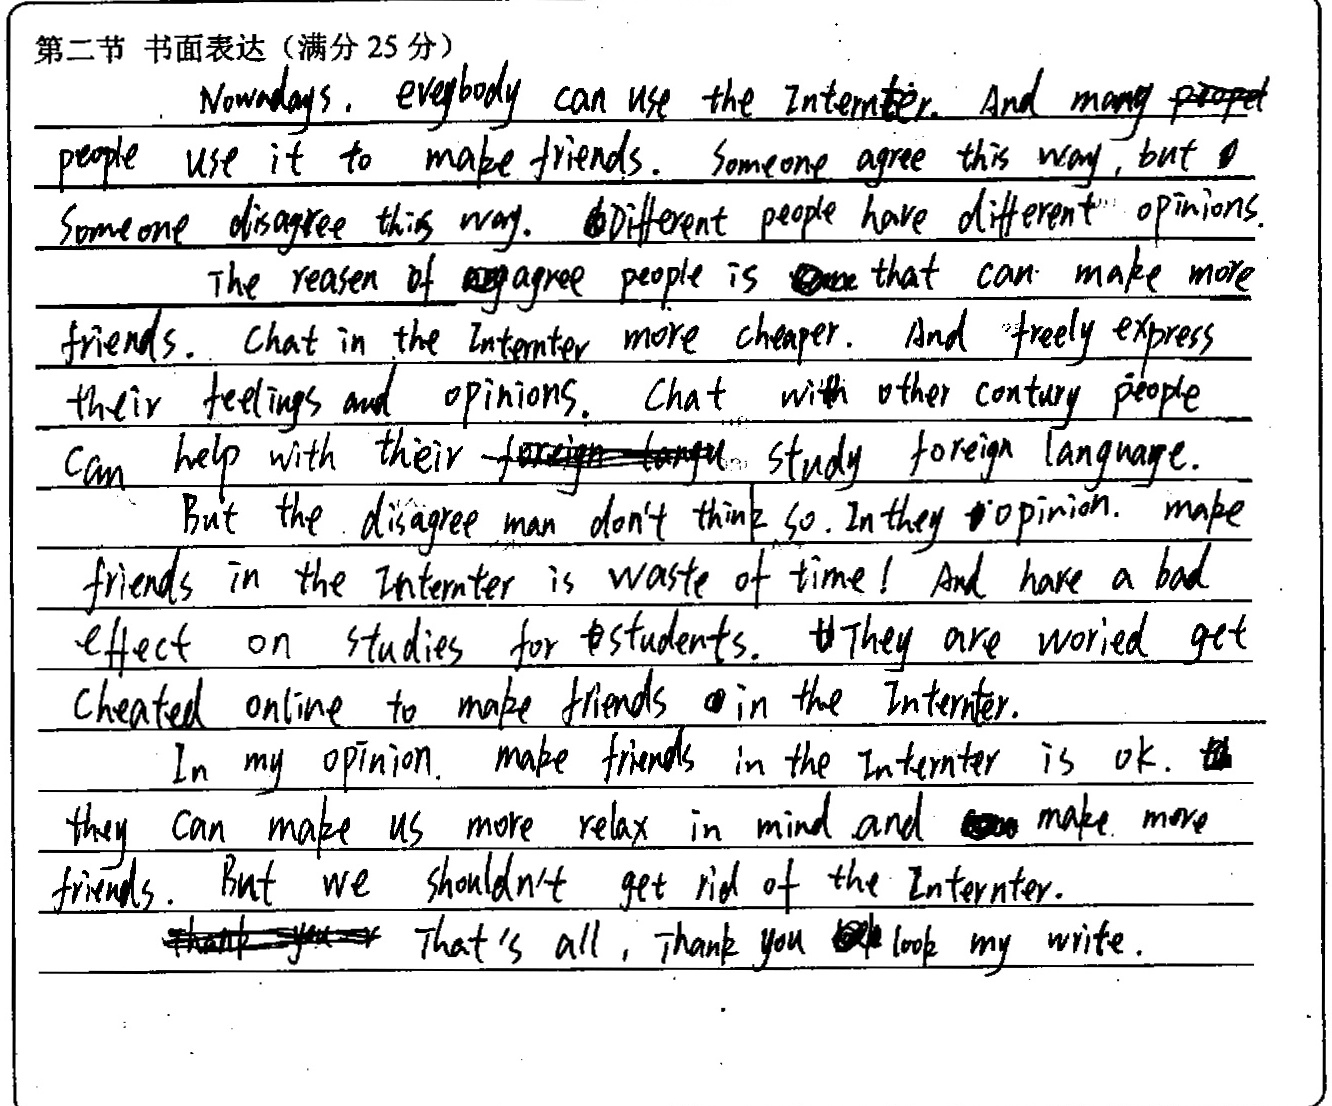 第二节 书面表达（满分 25 分）
Nowadays. eveybody can use the Internter. And many propel
people use it to make friends. Someone agree this way, but
Someone disagree this way. Different people have different opinions.
The reasen of agree people is that can make more
friends. Chat in the Internter more cheaper. And freely express
their feelings and opinions. Chat with other contury people
can help with their foreign langu study foreign language.
But the disagree man don't think so. In they opinion. make
friends in the Internter is waste of time! And have a bad
effect on studies for students. They are woried get
Cheated online to make friends in the Internter.
In my opinion. make friends in the Internter is ok.
they can make us more relax in mind and make more
friends. But we shouldn't get rid of the Internter.
Thank you That's all, Thank you look my write.